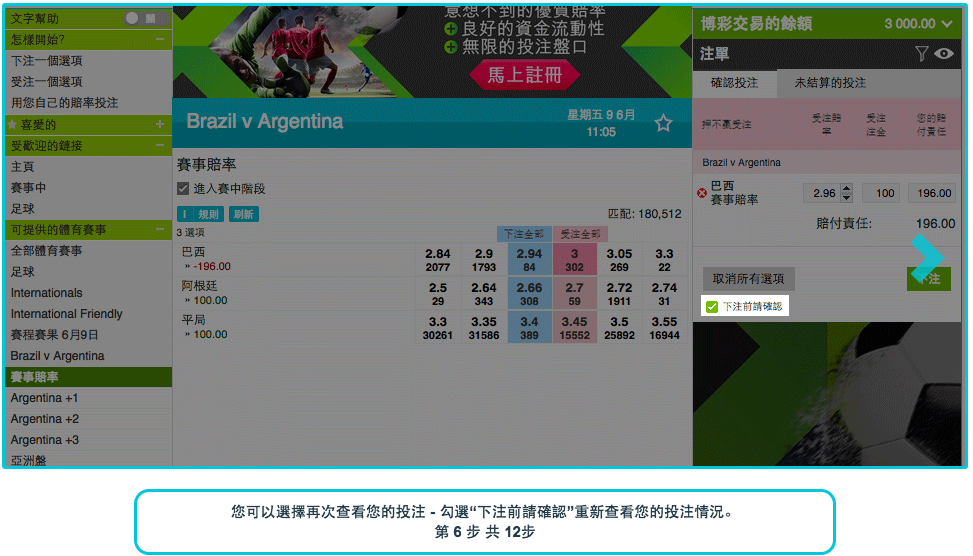 文字幫助 關
怎樣開始? −
下注一個選項
受注一個選項
用您自己的賠率投注
喜愛的 +
受歡迎的鏈接 −
主頁
賽事中
足球
可提供的體育賽事 −
全部體育賽事
足球
Internationals
International Friendly
賽程賽果 6月9日
Brazil v Argentina
賽事賠率
Argentina +1
Argentina +2
Argentina +3
亞洲盤
意想不到的優質賠率
良好的資金流動性
無限的投注盤口
馬上註冊
Brazil v Argentina
星期五 9 6月
11:05
賽事賠率
進入賽中階段
規則 刷新
匹配: 180,512
3 選項 下注全部 受注全部
巴西 2.84 2.9 2.94 3 3.05 3.3
» -196.00 2077 1793 84 302 269 22
阿根廷 2.5 2.64 2.66 2.7 2.72 2.74
» 100.00 29 343 308 59 1911 31
平局 3.3 3.35 3.4 3.45 3.5 3.55
» 100.00 30261 31586 389 15552 25892 16944
博彩交易的餘額 3 000.00
注單
確認投注 未結算的投注
押不贏受注 受注賠率 受注注金 您的賠付責任
Brazil v Argentina
巴西
賽事賠率 2.96 100 196.00
賠付責任: 196.00
取消所有選項 下注
下注前請確認
您可以選擇再次查看您的投注 - 勾選“下注前請確認”重新查看您的投注情況。
第 6 步 共 12步